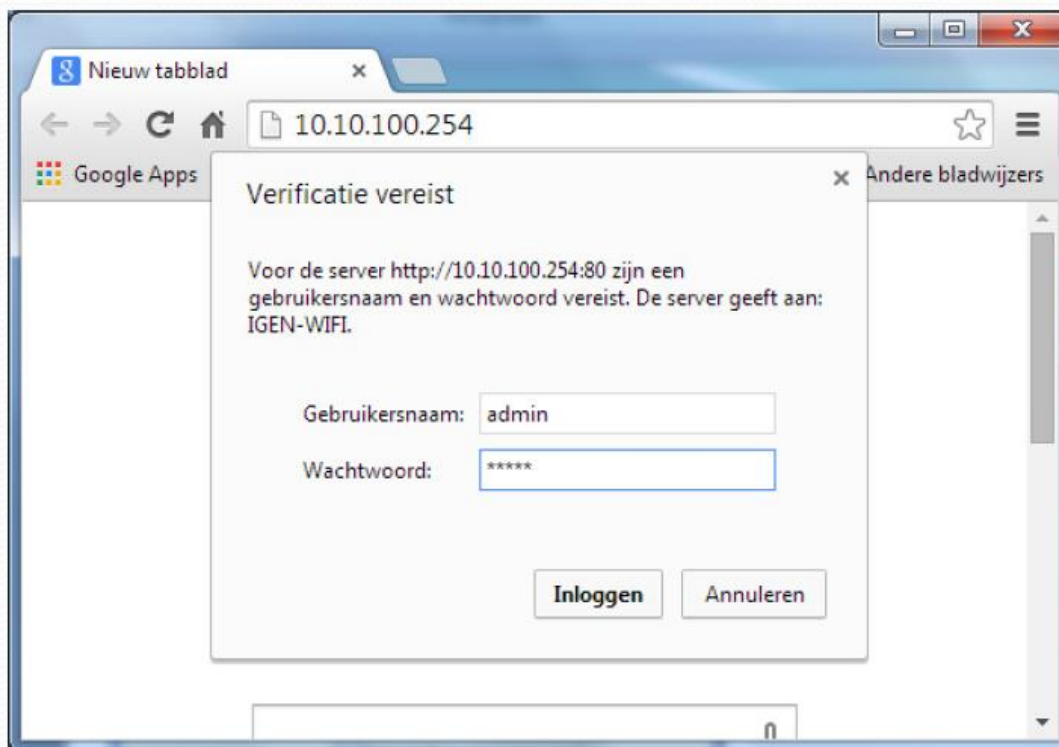 Nieuw tabblad
10.10.100.254
Google Apps
Andere bladwijzers
Verificatie vereist
Voor de server http://10.10.100.254:80 zijn een
gebruikersnaam en wachtwoord vereist. De server geeft aan:
IGEN-WIFI.
Gebruikersnaam: admin
Wachtwoord: *****
Inloggen Annuleren